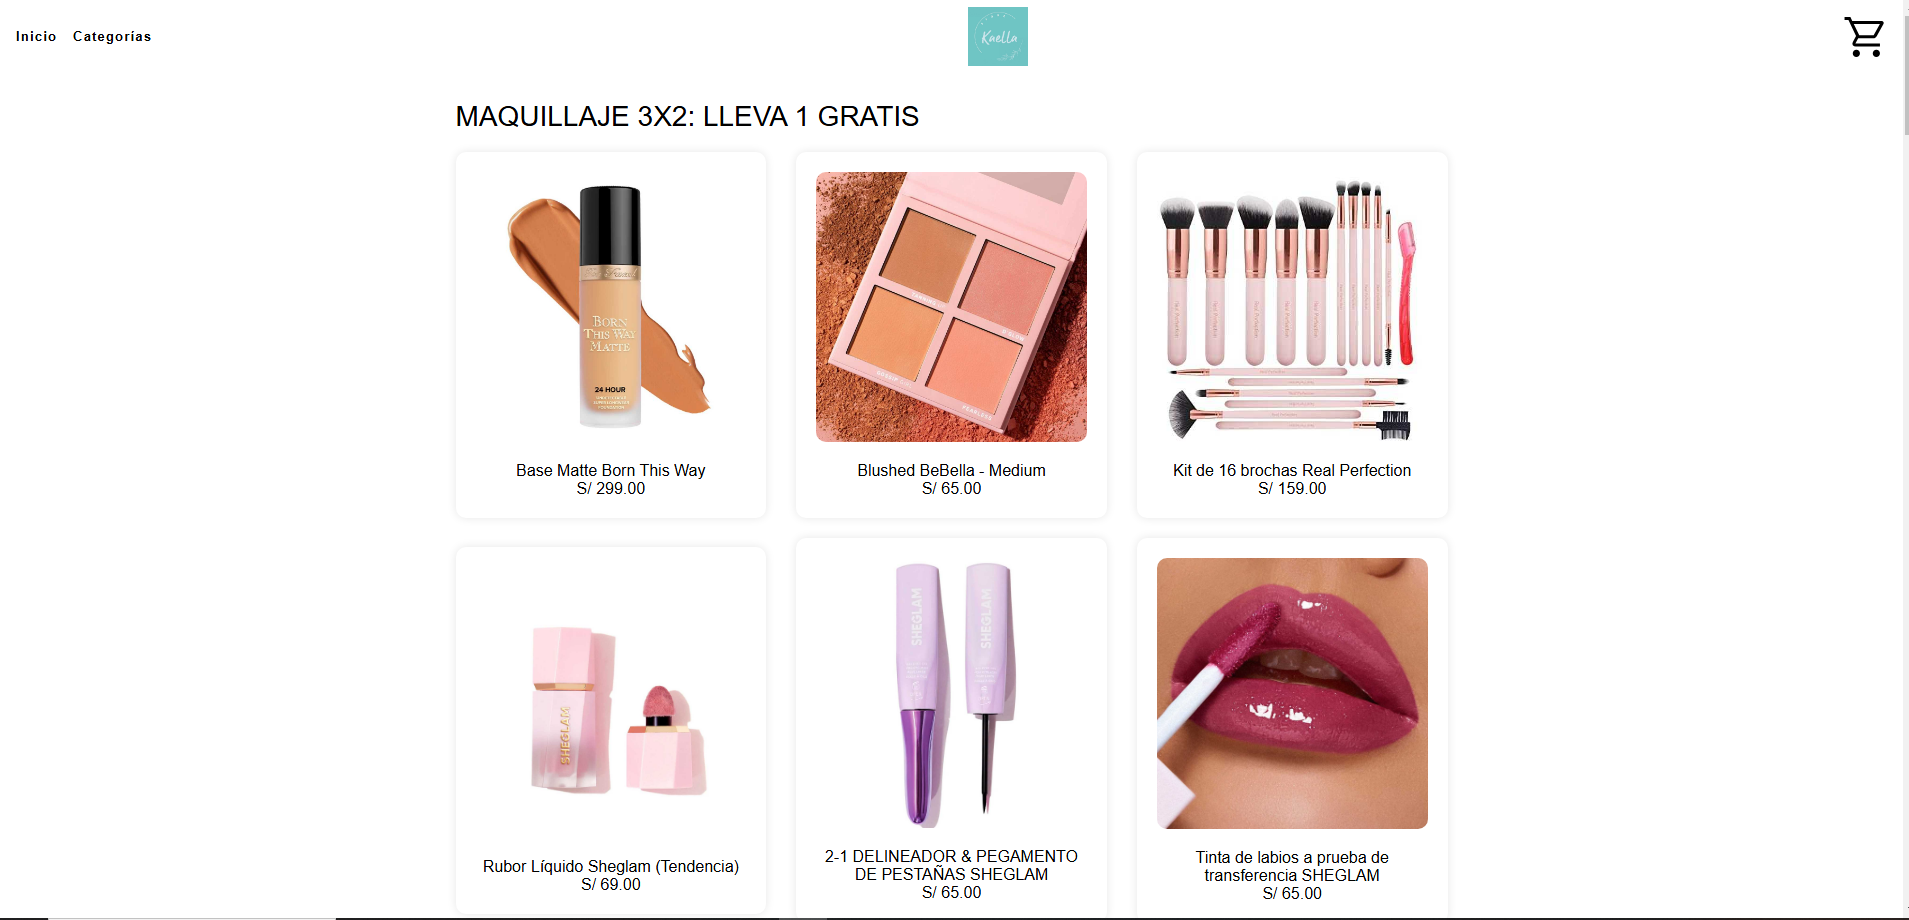 Inicio
Categorías
Kaella
MAQUILLAJE 3X2: LLEVA 1 GRATIS
BORN
THIS WAY
MATTE
24 HOUR
Base Matte Born This Way
S/ 299.00
FEARLESS
Blushed BeBella - Medium
S/ 65.00
Kit de 16 brochas Real Perfection
S/ 159.00
SHEGLAM
Rubor Líquido Sheglam (Tendencia)
S/ 69.00
SHEGLAM
SHEGLAM
2-1 DELINEADOR & PEGAMENTO
DE PESTAÑAS SHEGLAM
S/ 65.00
Tinta de labios a prueba de
transferencia SHEGLAM
S/ 65.00